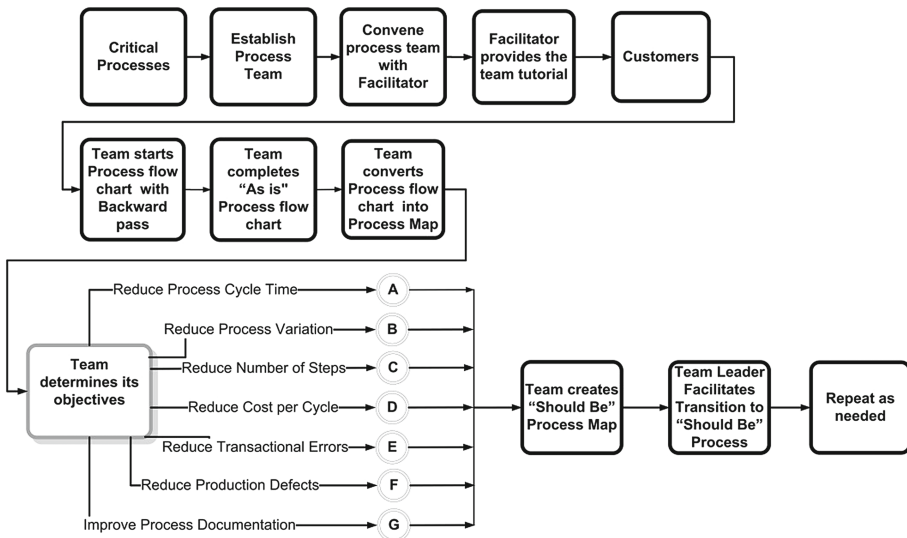 Critical
Processes
Establish
Process
Team
Convene
process team
with
Facilitator
Facilitator
provides the
team tutorial
Customers
Team starts
Process flow
chart with
Backward
pass
Team
completes
“As is"
Process flow
chart
Team
converts
Process flow
chart into
Process Map
Team
determines its
objectives
Reduce Process Cycle Time
A
Reduce Process Variation
B
Reduce Number of Steps
C
Reduce Cost per Cycle
D
Reduce Transactional Errors
E
Reduce Production Defects
F
Improve Process Documentation
G
Team creates
“Should Be”
Process Map
Team Leader
Facilitates
Transition to
“Should Be”
Process
Repeat as
needed